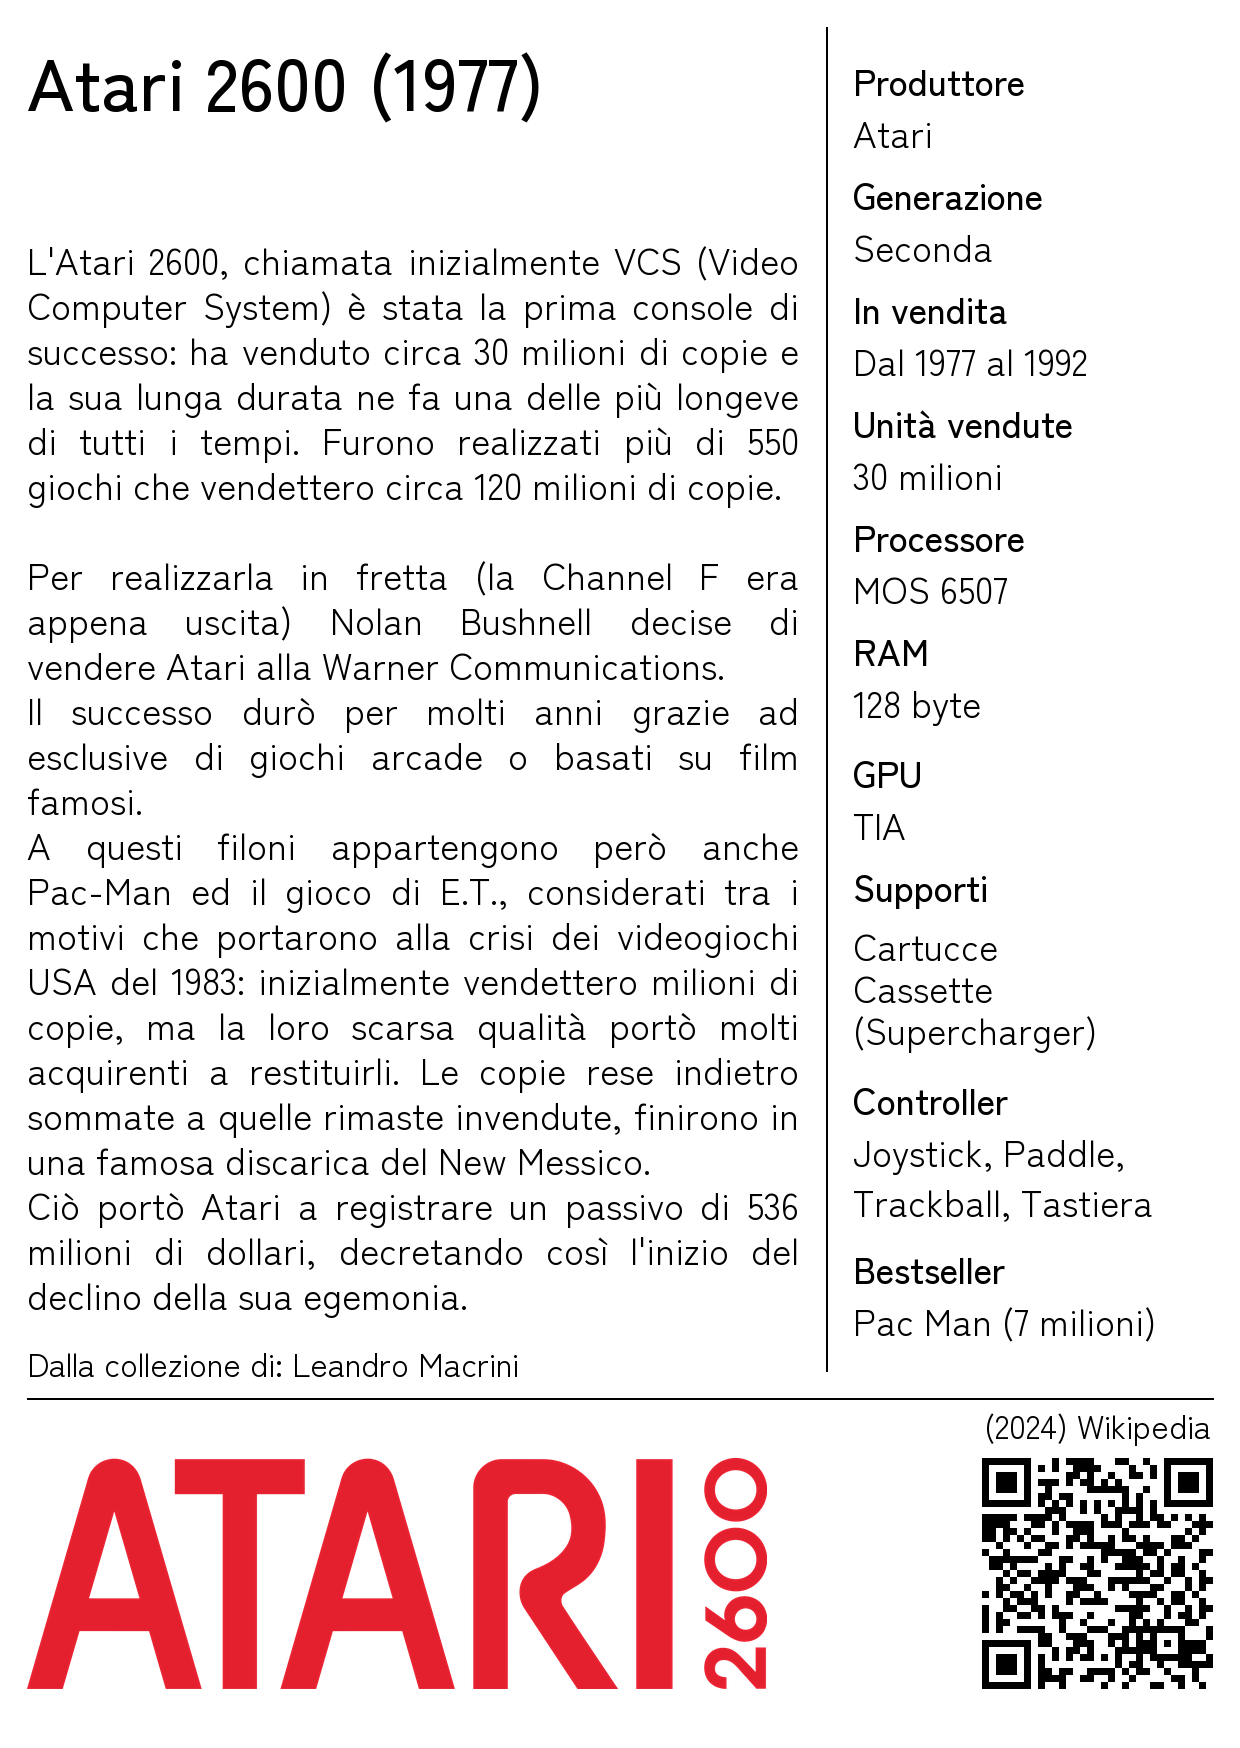 Atari 2600 (1977)
L'Atari 2600, chiamata inizialmente VCS (Video
Computer System) è stata la prima console di
successo: ha venduto circa 30 milioni di copie e
la sua lunga durata ne fa una delle più longeve
di tutti i tempi. Furono realizzati più di 550
giochi che vendettero circa 120 milioni di copie.
Per realizzarla in fretta (la Channel F era
appena uscita) Nolan Bushnell decise di
vendere Atari alla Warner Communications.
Il successo durò per molti anni grazie ad
esclusive di giochi arcade o basati su film
famosi.
A questi filoni appartengono però anche
Pac-Man ed il gioco di E.T., considerati tra i
motivi che portarono alla crisi dei videogiochi
USA del 1983: inizialmente vendettero milioni di
copie, ma la loro scarsa qualità portò molti
acquirenti a restituirli. Le copie rese indietro
sommate a quelle rimaste invendute, finirono in
una famosa discarica del New Messico.
Ciò portò Atari a registrare un passivo di 536
milioni di dollari, decretando così l'inizio del
declino della sua egemonia.
Dalla collezione di: Leandro Macrini
Produttore
Atari
Generazione
Seconda
In vendita
Dal 1977 al 1992
Unità vendute
30 milioni
Processore
MOS 6507
RAM
128 byte
GPU
TIA
Supporti
Cartucce
Cassette
(Supercharger)
Controller
Joystick, Paddle,
Trackball, Tastiera
Bestseller
Pac Man (7 milioni)
(2024) Wikipedia
ATARI 2600